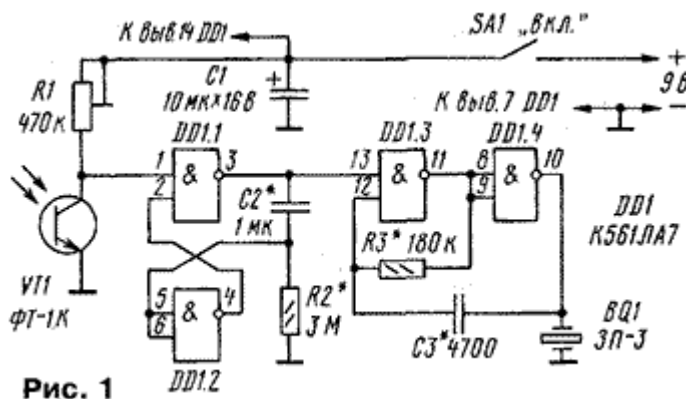 К выв.14 DD1
SA1 „вкл."
R1
470 к
C1
+
10 мк×16 В
+
9 В
−
К выв.7 DD1
DD1.1
1
2
&
3
C2*
1 мк
DD1.3
13
12
&
11
DD1.4
8
9
&
10
DD1
К561ЛА7
R3* 180 к
VT1
ФТ-1К
5
6
&
4
DD1.2
R2*
3 М
C3* 4700
BQ1
ЗП-3
Рис. 1